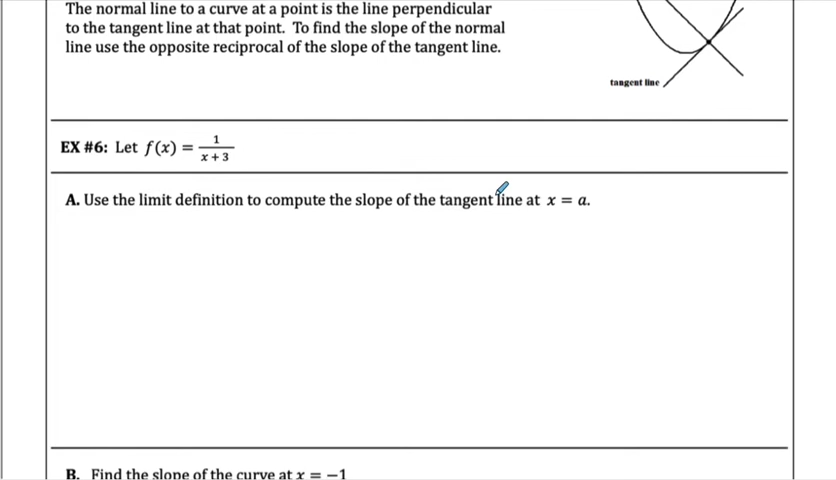 The normal line to a curve at a point is the line perpendicular
to the tangent line at that point. To find the slope of the normal
line use the opposite reciprocal of the slope of the tangent line.
tangent line
EX #6: Let f(x) = 1/(x + 3)
A. Use the limit definition to compute the slope of the tangent line at x = a.
B. Find the slope of the curve at x = −1